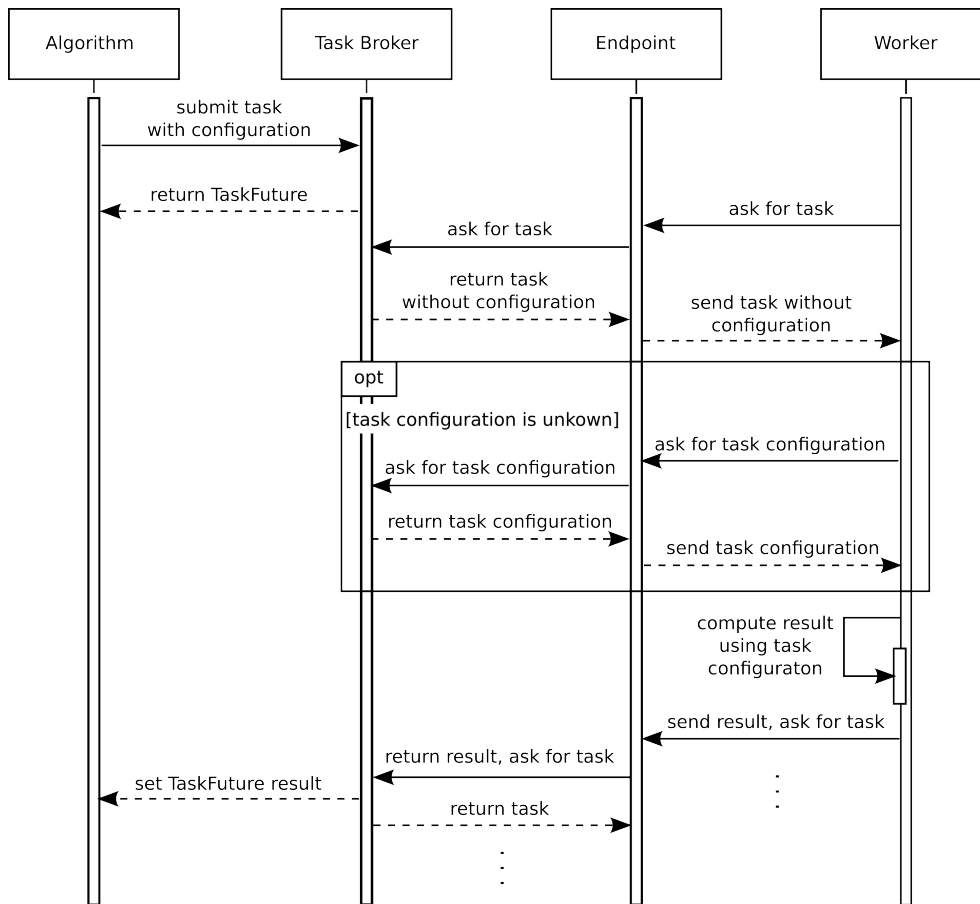 Algorithm
Task Broker
Endpoint
Worker
submit task
with configuration
return TaskFuture
ask for task
ask for task
return task
without configuration
send task without
configuration
opt
[task configuration is unkown]
ask for task configuration
ask for task configuration
return task configuration
send task configuration
compute result
using task
configuraton
send result, ask for task
return result, ask for task
set TaskFuture result
return task